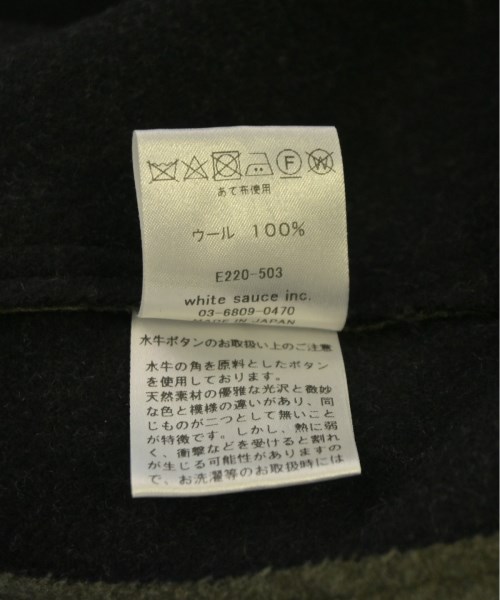 F W
あて布使用
ウール 100%
E220-503
white sauce inc.
03-6809-0470
MADE IN JAPAN
水牛ボタンのお取扱い上のご注意
水牛の角を原料としたボタン
を使用しております。
天然素材の優雅な光沢と微妙
な色と模様の違いがあり、同
じものが二つとして無いこと
が特徴です。しかし、熱に弱
く、衝撃などを受けると割れ
が生じる可能性がありますの
で、お洗濯等のお取扱時には